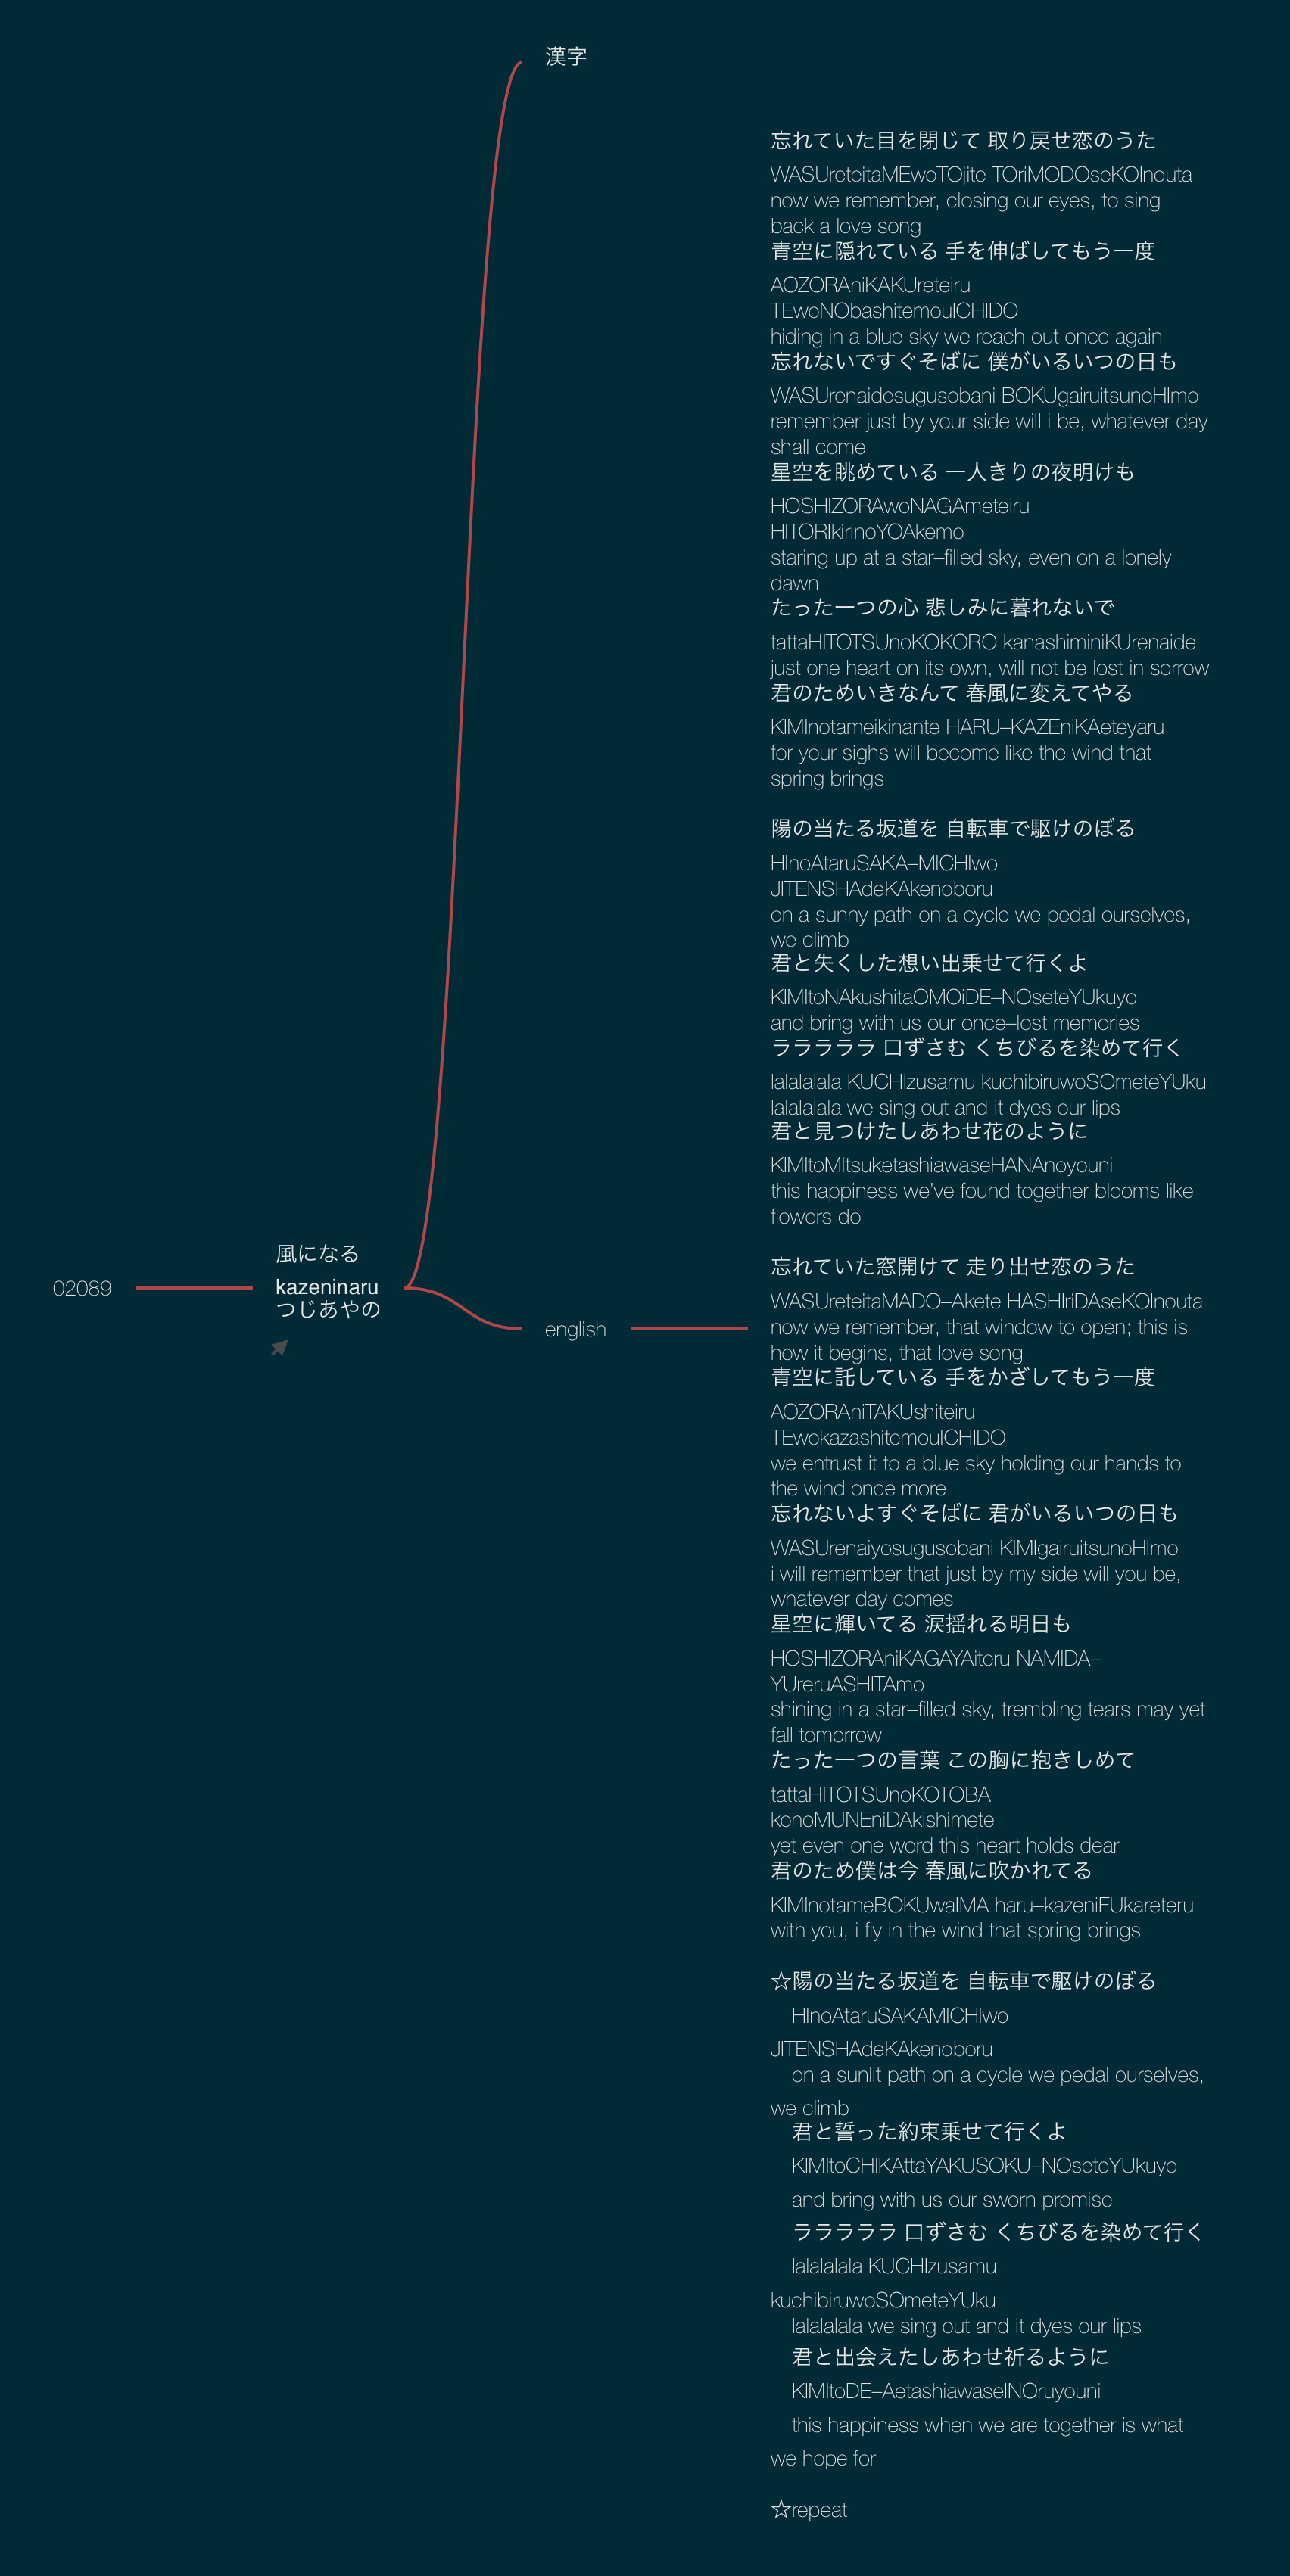 漢字
忘れていた目を閉じて 取り戻せ恋のうた
WASUreteitaMEwoTOjite TOriMODOseKOInouta
now we remember, closing our eyes, to sing
back a love song
青空に隠れている 手を伸ばしてもう一度
AOZORAniKAKUreteiru
TEwoNObashitemouICHIDO
hiding in a blue sky we reach out once again
忘れないですぐそばに 僕がいるいつの日も
WASUrenaidesugusobani BOKUgairuitsunoHImo
remember just by your side will i be, whatever day
shall come
星空を眺めている 一人きりの夜明けも
HOSHIZORAwoNAGAmeteiru
HITORIkirinoYOAkemo
staring up at a star–filled sky, even on a lonely
dawn
たった一つの心 悲しみに暮れないで
tattaHITOTSUnoKOKORO kanashiminiKUrenaide
just one heart on its own, will not be lost in sorrow
君のためいきなんて 春風に変えてやる
KIMInotameikinante HARU–KAZEniKAeteyaru
for your sighs will become like the wind that
spring brings
陽の当たる坂道を 自転車で駆けのぼる
HInoAtaruSAKA–MICHIwo
JITENSHAdeKAkenoboru
on a sunny path on a cycle we pedal ourselves,
we climb
君と失くした想い出乗せて行くよ
KIMItoNAkushitaOMOiDE–NOseteYUkuyo
and bring with us our once–lost memories
ラララララ 口ずさむ くちびるを染めて行く
lalalalala KUCHIzusamu kuchibiruwoSOmeteYUku
lalalalala we sing out and it dyes our lips
君と見つけたしあわせ花のように
KIMItoMItsuketashiawaseHANAnoyouni
this happiness we've found together blooms like
flowers do
02089
風になる
kazeninaru
つじあやの
english
忘れていた窓開けて 走り出せ恋のうた
WASUreteitaMADO–Akete HASHIriDAseKOInouta
now we remember, that window to open; this is
how it begins, that love song
青空に託している 手をかざしてもう一度
AOZORAniTAKUshiteiru
TEwokazashitemouICHIDO
we entrust it to a blue sky holding our hands to
the wind once more
忘れないよすぐそばに 君がいるいつの日も
WASUrenaiyosugusobani KIMIgairuitsunoHImo
i will remember that just by my side will you be,
whatever day comes
星空に輝いてる 涙揺れる明日も
HOSHIZORAniKAGAYAiteru NAMIDA–
YUreruASHITAmo
shining in a star–filled sky, trembling tears may yet
fall tomorrow
たった一つの言葉 この胸に抱きしめて
tattaHITOTSUnoKOTOBA
konoMUNEniDAkishimete
yet even one word this heart holds dear
君のため僕は今 春風に吹かれてる
KIMInotameBOKUwaIMA haru–kazeniFUkareteru
with you, i fly in the wind that spring brings
☆陽の当たる坂道を 自転車で駆けのぼる
HInoAtaruSAKAMICHIwo
JITENSHAdeKAkenoboru
on a sunlit path on a cycle we pedal ourselves,
we climb
君と誓った約束乗せて行くよ
KIMItoCHIKAttaYAKUSOKU–NOseteYUkuyo
and bring with us our sworn promise
ラララララ 口ずさむ くちびるを染めて行く
lalalalala KUCHIzusamu
kuchibiruwoSOmeteYUku
lalalalala we sing out and it dyes our lips
君と出会えたしあわせ祈るように
KIMItoDE–AetashiawaseINOruyouni
this happiness when we are together is what
we hope for
☆repeat